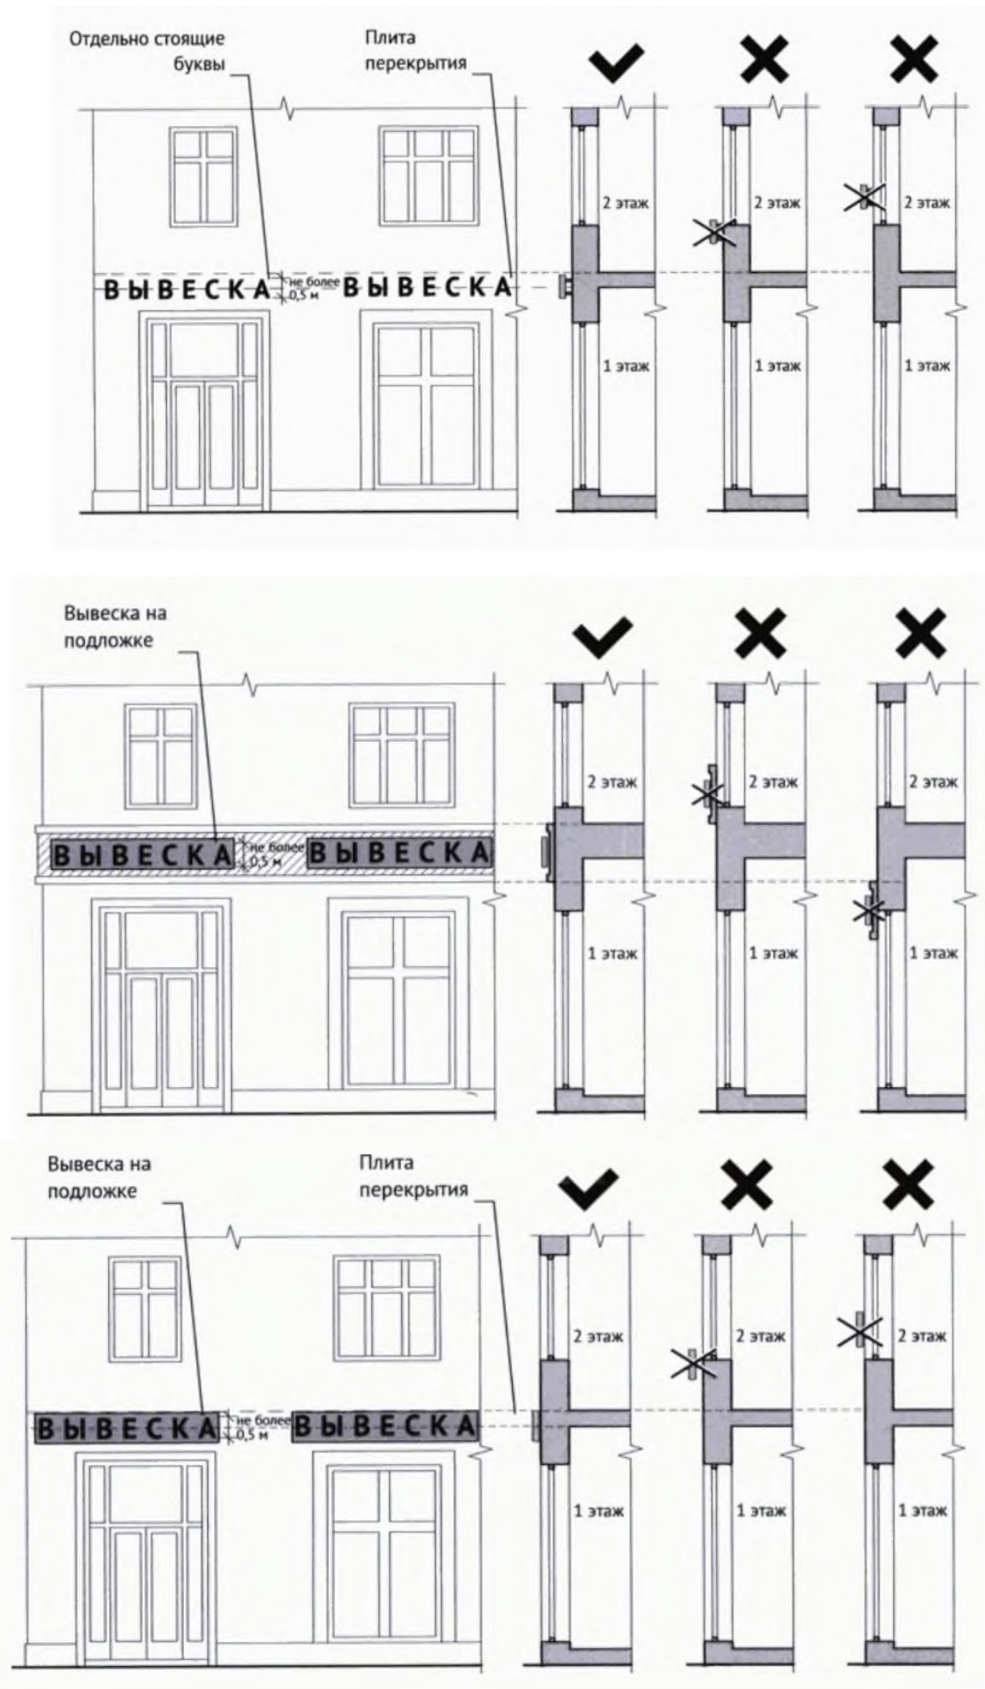 Отдельно стоящие
буквы
Плита
перекрытия
2 этаж
2 этаж
2 этаж
ВЫВЕСКА
не более
0,5 м
ВЫВЕСКА
1 этаж
1 этаж
1 этаж
Вывеска на
подложке
2 этаж
2 этаж
2 этаж
ВЫВЕСКА
не более
0,5 м
ВЫВЕСКА
1 этаж
1 этаж
1 этаж
Вывеска на
подложке
Плита
перекрытия
2 этаж
2 этаж
2 этаж
ВЫВЕСКА
не более
0,5 м
ВЫВЕСКА
1 этаж
1 этаж
1 этаж